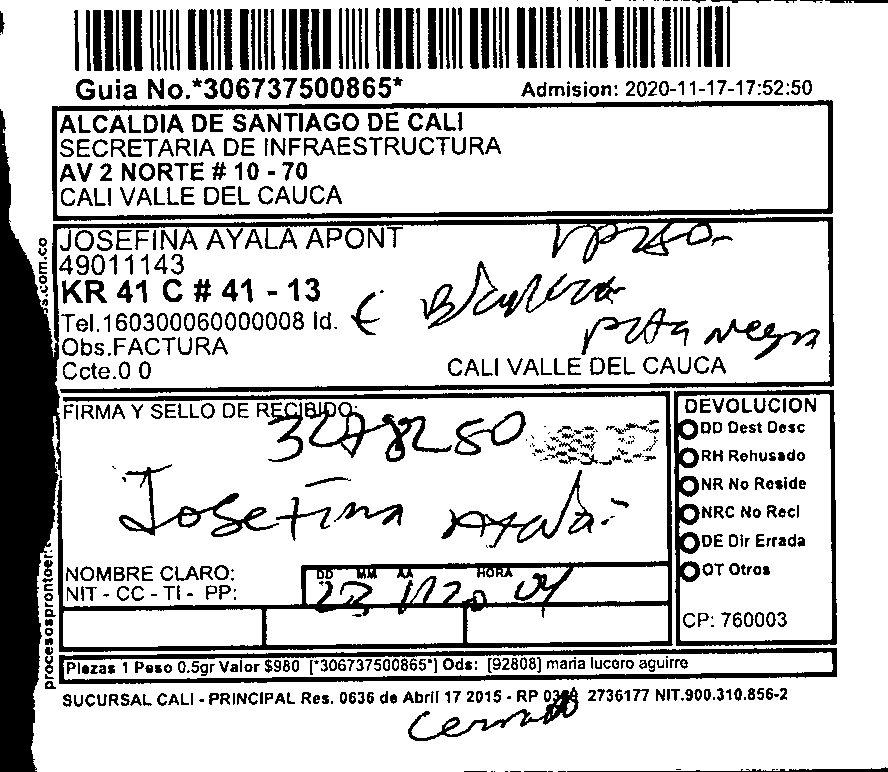 Guia No.*306737500865*
Admision: 2020-11-17-17:52:50
ALCALDIA DE SANTIAGO DE CALI
SECRETARIA DE INFRAESTRUCTURA
AV 2 NORTE # 10 - 70
CALI VALLE DEL CAUCA
JOSEFINA AYALA APONT
49011143
KR 41 C # 41 - 13
Tel.160300060000008 Id.
Obs.FACTURA
Ccte.0 0
Blanca
pta negra
CALI VALLE DEL CAUCA
FIRMA Y SELLO DE RECIBIDO:
3278250
Josefina Ayala
NOMBRE CLARO:
NIT - CC - TI - PP:
DD MM AA HORA
DEVOLUCION
DD Dest Desc
RH Rehusado
NR No Reside
NRC No Recl
DE Dir Errada
OT Otros
CP: 760003
Piezas 1 Peso 0.5gr Valor $980 [*306737500865*] Ods: [92808] maria lucero aguirre
SUCURSAL CALI - PRINCIPAL Res. 0636 de Abril 17 2015 - RP 2736177 NIT.900.310.856-2